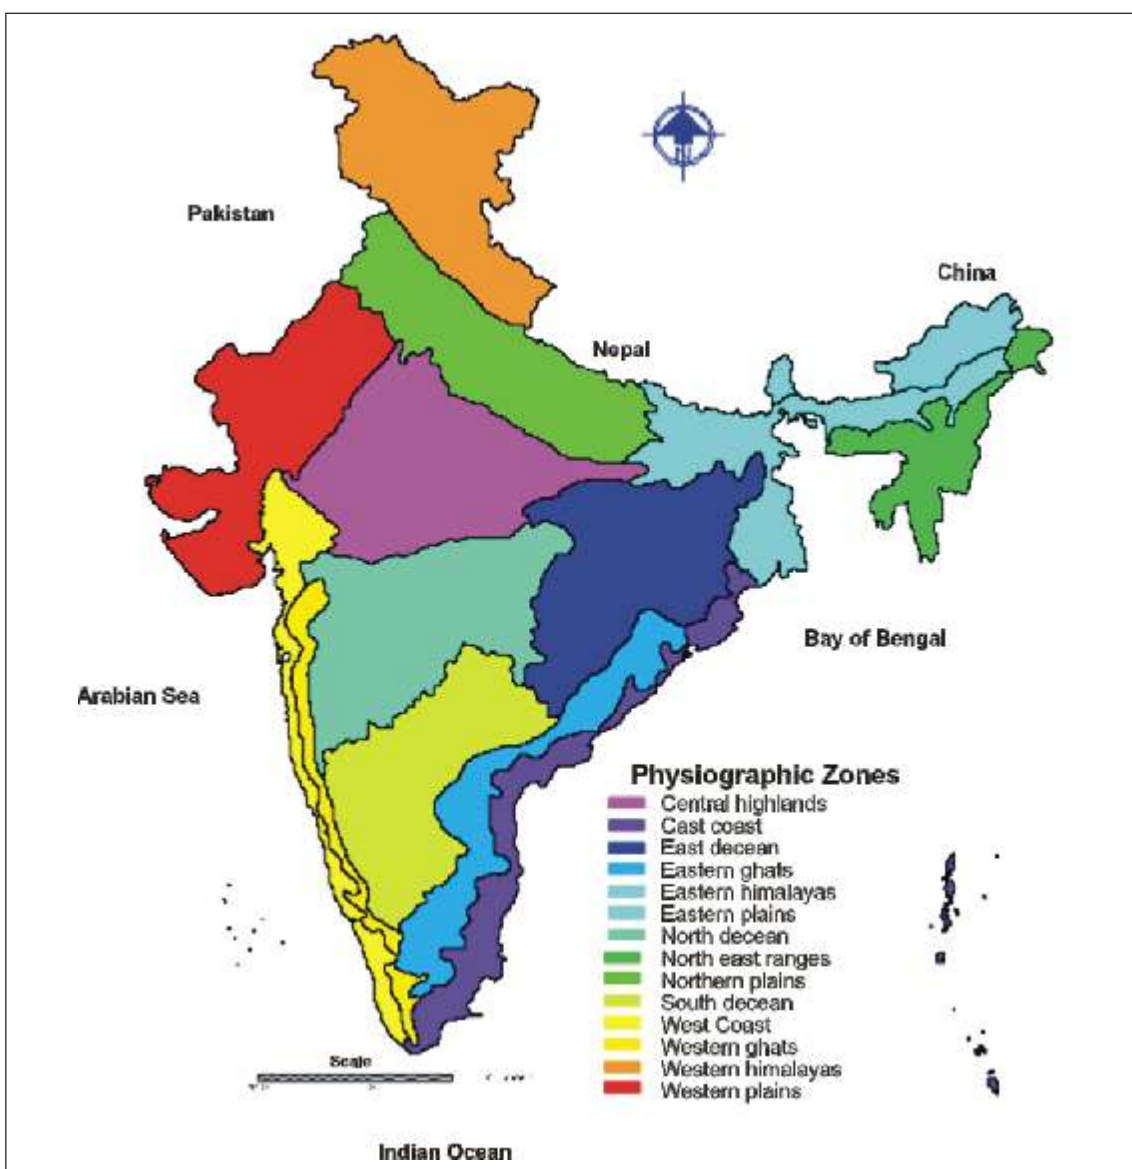 Pakistan
China
Nepal
Bay of Bengal
Arabian Sea
Physiographic Zones
Central highlands
Cast coast
East decean
Eastern ghats
Eastern himalayas
Eastern plains
North decean
North east ranges
Northern plains
South decean
West Coast
Western ghats
Western himalayas
Western plains
Scale
Indian Ocean